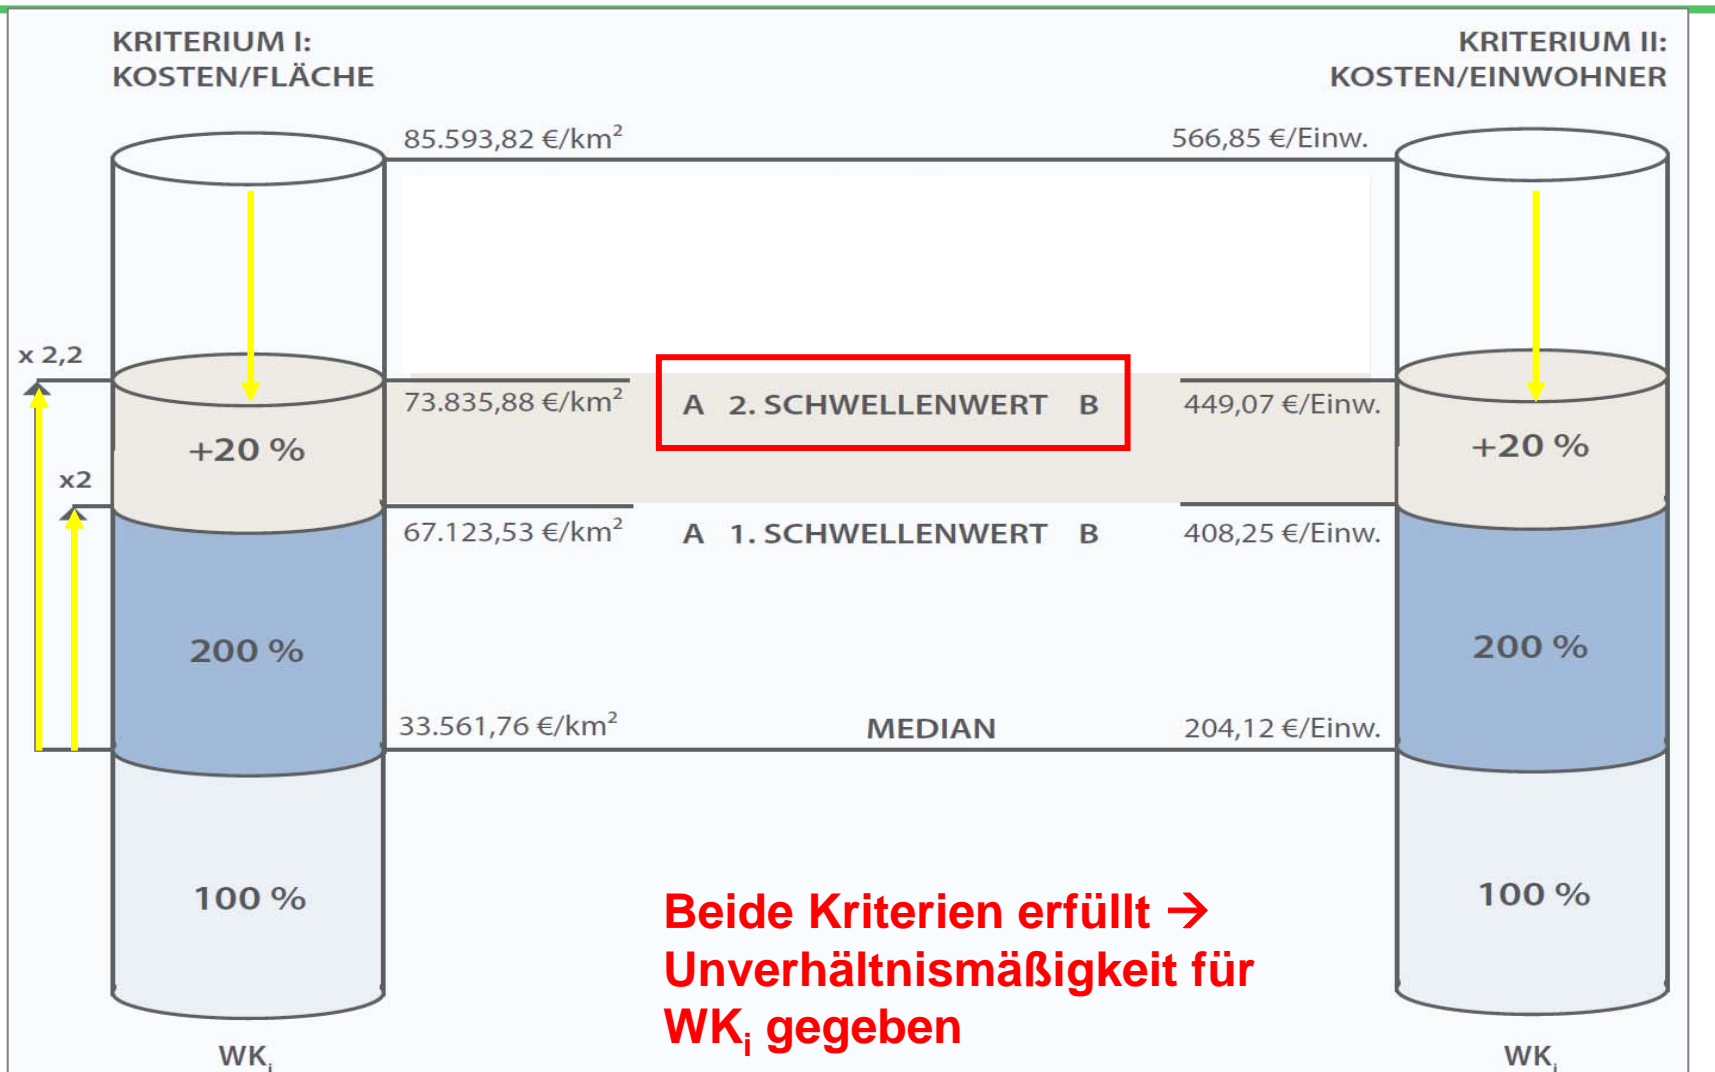 KRITERIUM I:
KOSTEN/FLÄCHE
KRITERIUM II:
KOSTEN/EINWOHNER
85.593,82 €/km²
566,85 €/Einw.
x 2,2
73.835,88 €/km²
A 2. SCHWELLENWERT B
449,07 €/Einw.
+20 %
+20 %
x2
67.123,53 €/km²
A 1. SCHWELLENWERT B
408,25 €/Einw.
200 %
200 %
33.561,76 €/km²
MEDIAN
204,12 €/Einw.
100 %
100 %
Beide Kriterien erfüllt →
Unverhältnismäßigkeit für
WKi gegeben
WKi
WKi